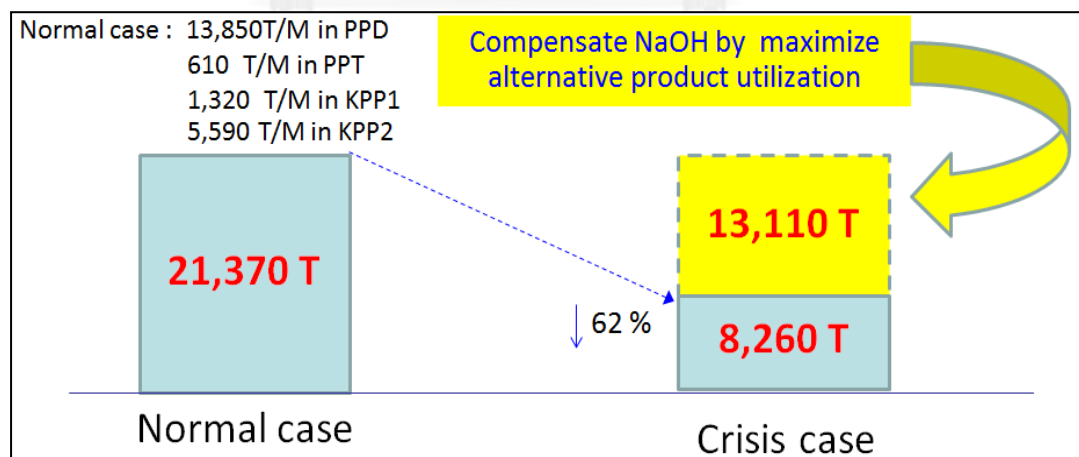 Normal case : 13,850T/M in PPD
610 T/M in PPT
1,320 T/M in KPP1
5,590 T/M in KPP2
Compensate NaOH by maximize
alternative product utilization
21,370 T
13,110 T
62 %
8,260 T
Normal case
Crisis case